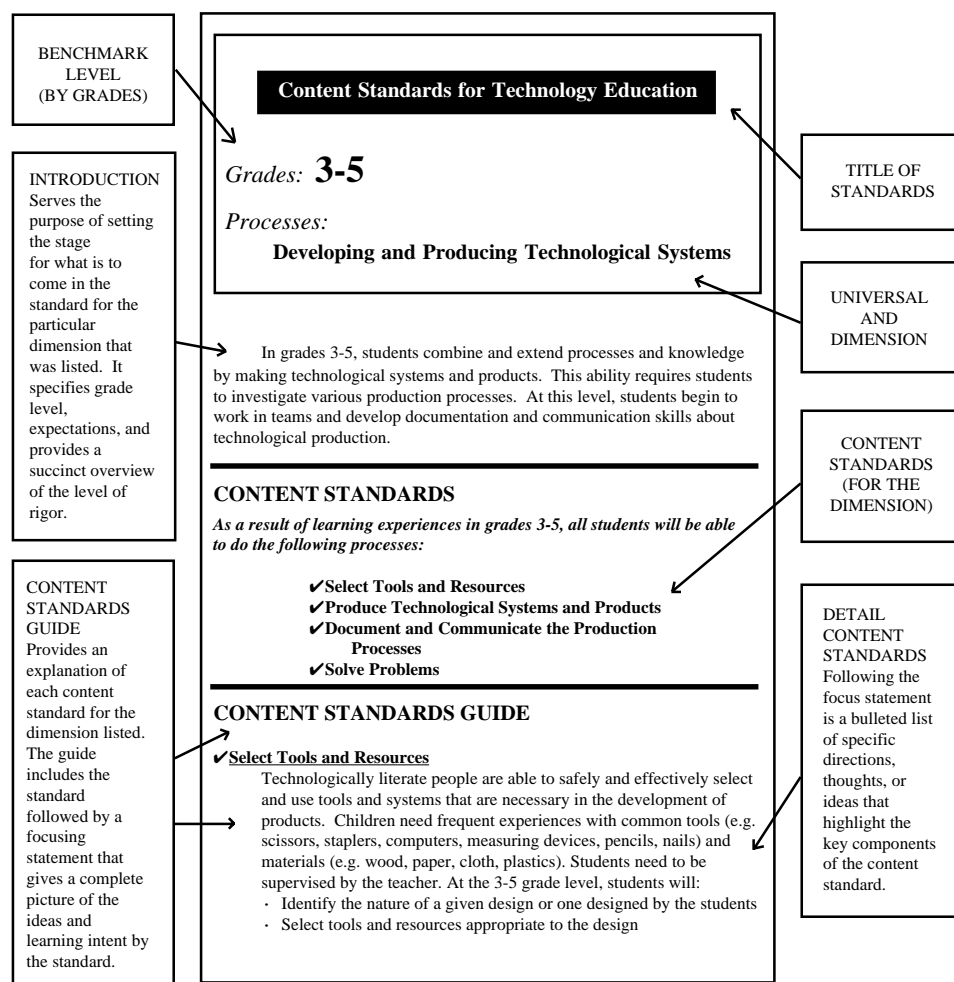 BENCHMARK
LEVEL
(BY GRADES)
INTRODUCTION
Serves the
purpose of setting
the stage
for what is to
come in the
standard for the
particular
dimension that
was listed.  It
specifies grade
level,
expectations, and
provides a
succinct overview
of the level of
rigor.
CONTENT
STANDARDS
GUIDE
Provides an
explanation of
each content
standard for the
dimension listed.
The guide
includes the
standard
followed by a
focusing
statement that
gives a complete
picture of the
ideas and
learning intent by
the standard.
Content Standards for Technology Education
Grades: 3-5
Processes:
Developing and Producing Technological Systems
In grades 3-5, students combine and extend processes and knowledge
by making technological systems and products.  This ability requires students
to investigate various production processes.  At this level, students begin to
work in teams and develop documentation and communication skills about
technological production.
CONTENT STANDARDS
As a result of learning experiences in grades 3-5, all students will be able
to do the following processes:
✔Select Tools and Resources
✔Produce Technological Systems and Products
✔Document and Communicate the Production
Processes
✔Solve Problems
CONTENT STANDARDS GUIDE
✔Select Tools and Resources
Technologically literate people are able to safely and effectively select
and use tools and systems that are necessary in the development of
products.  Children need frequent experiences with common tools (e.g.
scissors, staplers, computers, measuring devices, pencils, nails) and
materials (e.g. wood, paper, cloth, plastics). Students need to be
supervised by the teacher. At the 3-5 grade level, students will:
· Identify the nature of a given design or one designed by the students
· Select tools and resources appropriate to the design
TITLE OF
STANDARDS
UNIVERSAL
AND
DIMENSION
CONTENT
STANDARDS
(FOR THE
DIMENSION)
DETAIL
CONTENT
STANDARDS
Following the
focus statement
is a bulleted list
of specific
directions,
thoughts, or
ideas that
highlight the
key components
of the content
standard.